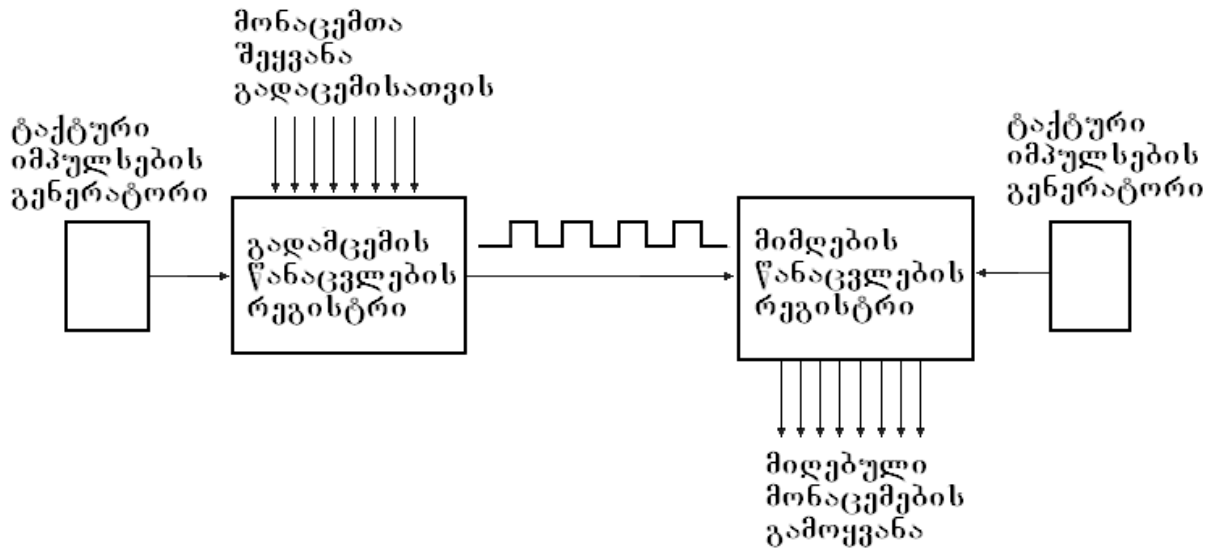 მონაცემთა
შეყვანა
გადაცემისათვის
ტაქტური
იმპულსების
გენერატორი
ტაქტური
იმპულსების
გენერატორი
გადამცემის
წანაცვლების
რეგისტრი
მიმღების
წანაცვლების
რეგისტრი
მიღებული
მონაცემების
გამოყვანა